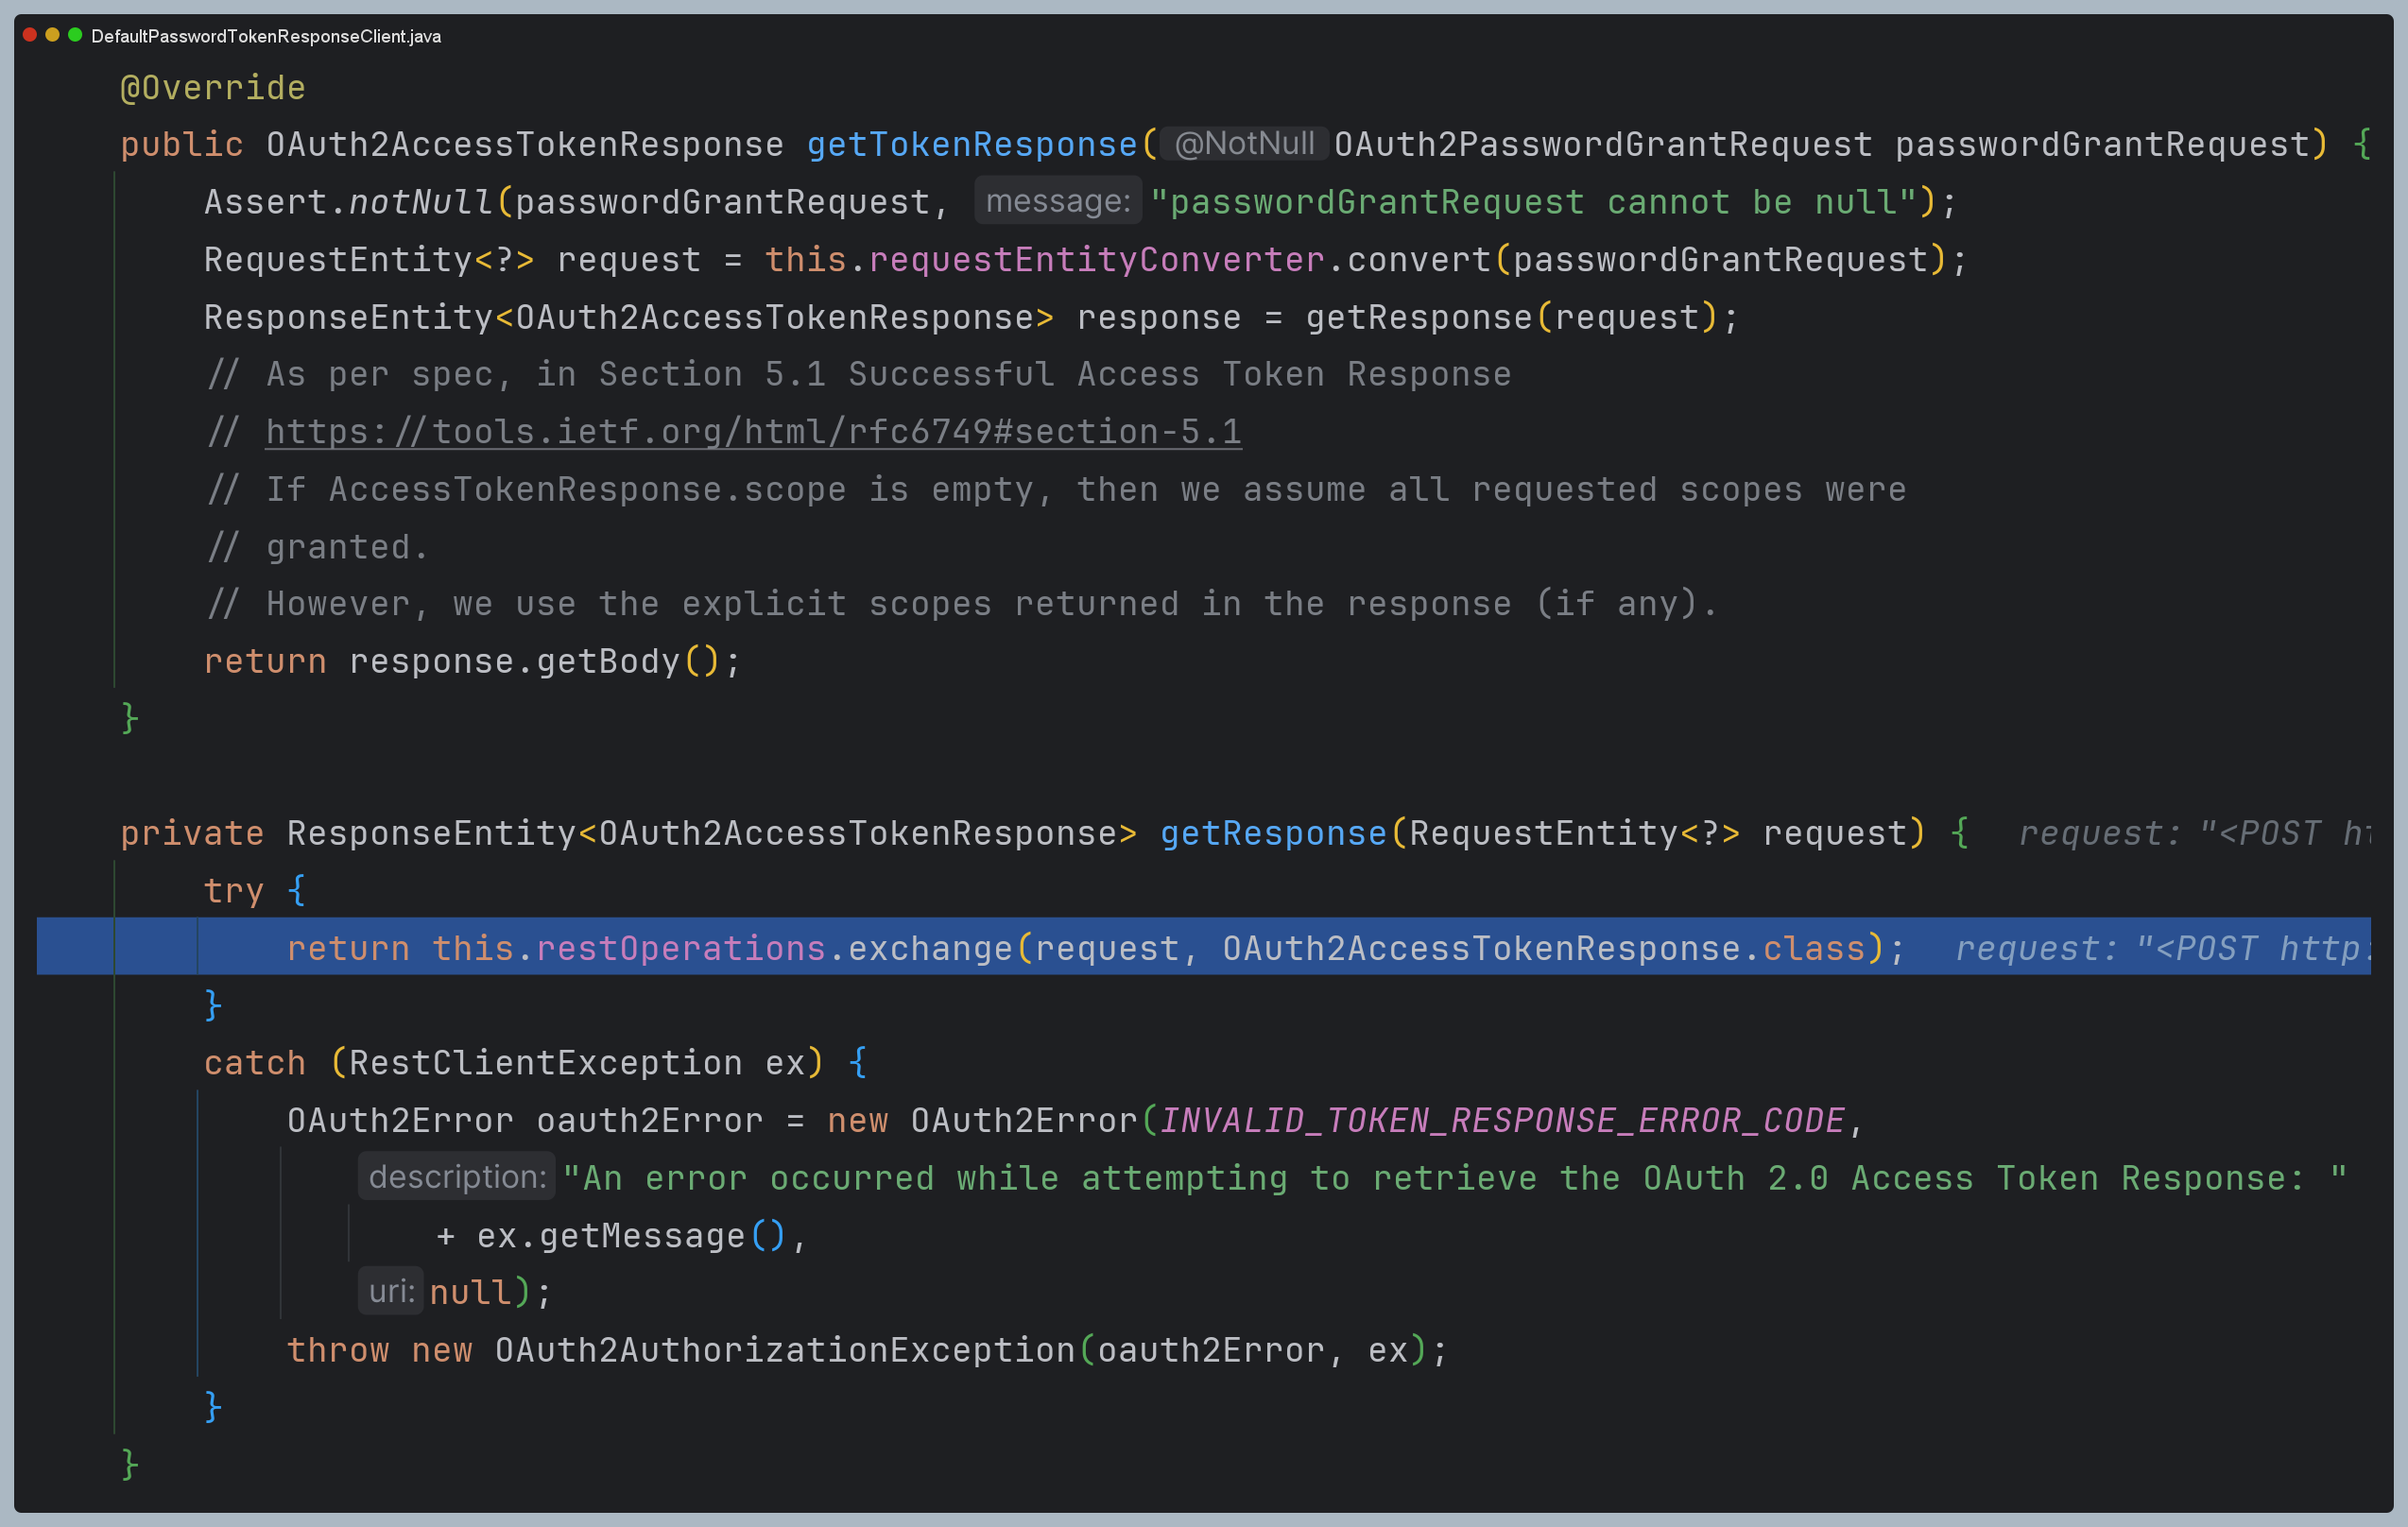 DefaultPasswordTokenResponseClient.java
@Override
public OAuth2AccessTokenResponse getTokenResponse( @NotNull OAuth2PasswordGrantRequest passwordGrantRequest) {
Assert.notNull(passwordGrantRequest, message: "passwordGrantRequest cannot be null");
RequestEntity<?> request = this.requestEntityConverter.convert(passwordGrantRequest);
ResponseEntity<OAuth2AccessTokenResponse> response = getResponse(request);
// As per spec, in Section 5.1 Successful Access Token Response
// https://tools.ietf.org/html/rfc6749#section-5.1
// If AccessTokenResponse.scope is empty, then we assume all requested scopes were
// granted.
// However, we use the explicit scopes returned in the response (if any).
return response.getBody();
}
private ResponseEntity<OAuth2AccessTokenResponse> getResponse(RequestEntity<?> request) { request: "<POST ht
try {
return this.restOperations.exchange(request, OAuth2AccessTokenResponse.class); request: "<POST http:
}
catch (RestClientException ex) {
OAuth2Error oauth2Error = new OAuth2Error(INVALID_TOKEN_RESPONSE_ERROR_CODE,
description: "An error occurred while attempting to retrieve the OAuth 2.0 Access Token Response: "
+ ex.getMessage(),
uri: null);
throw new OAuth2AuthorizationException(oauth2Error, ex);
}
}